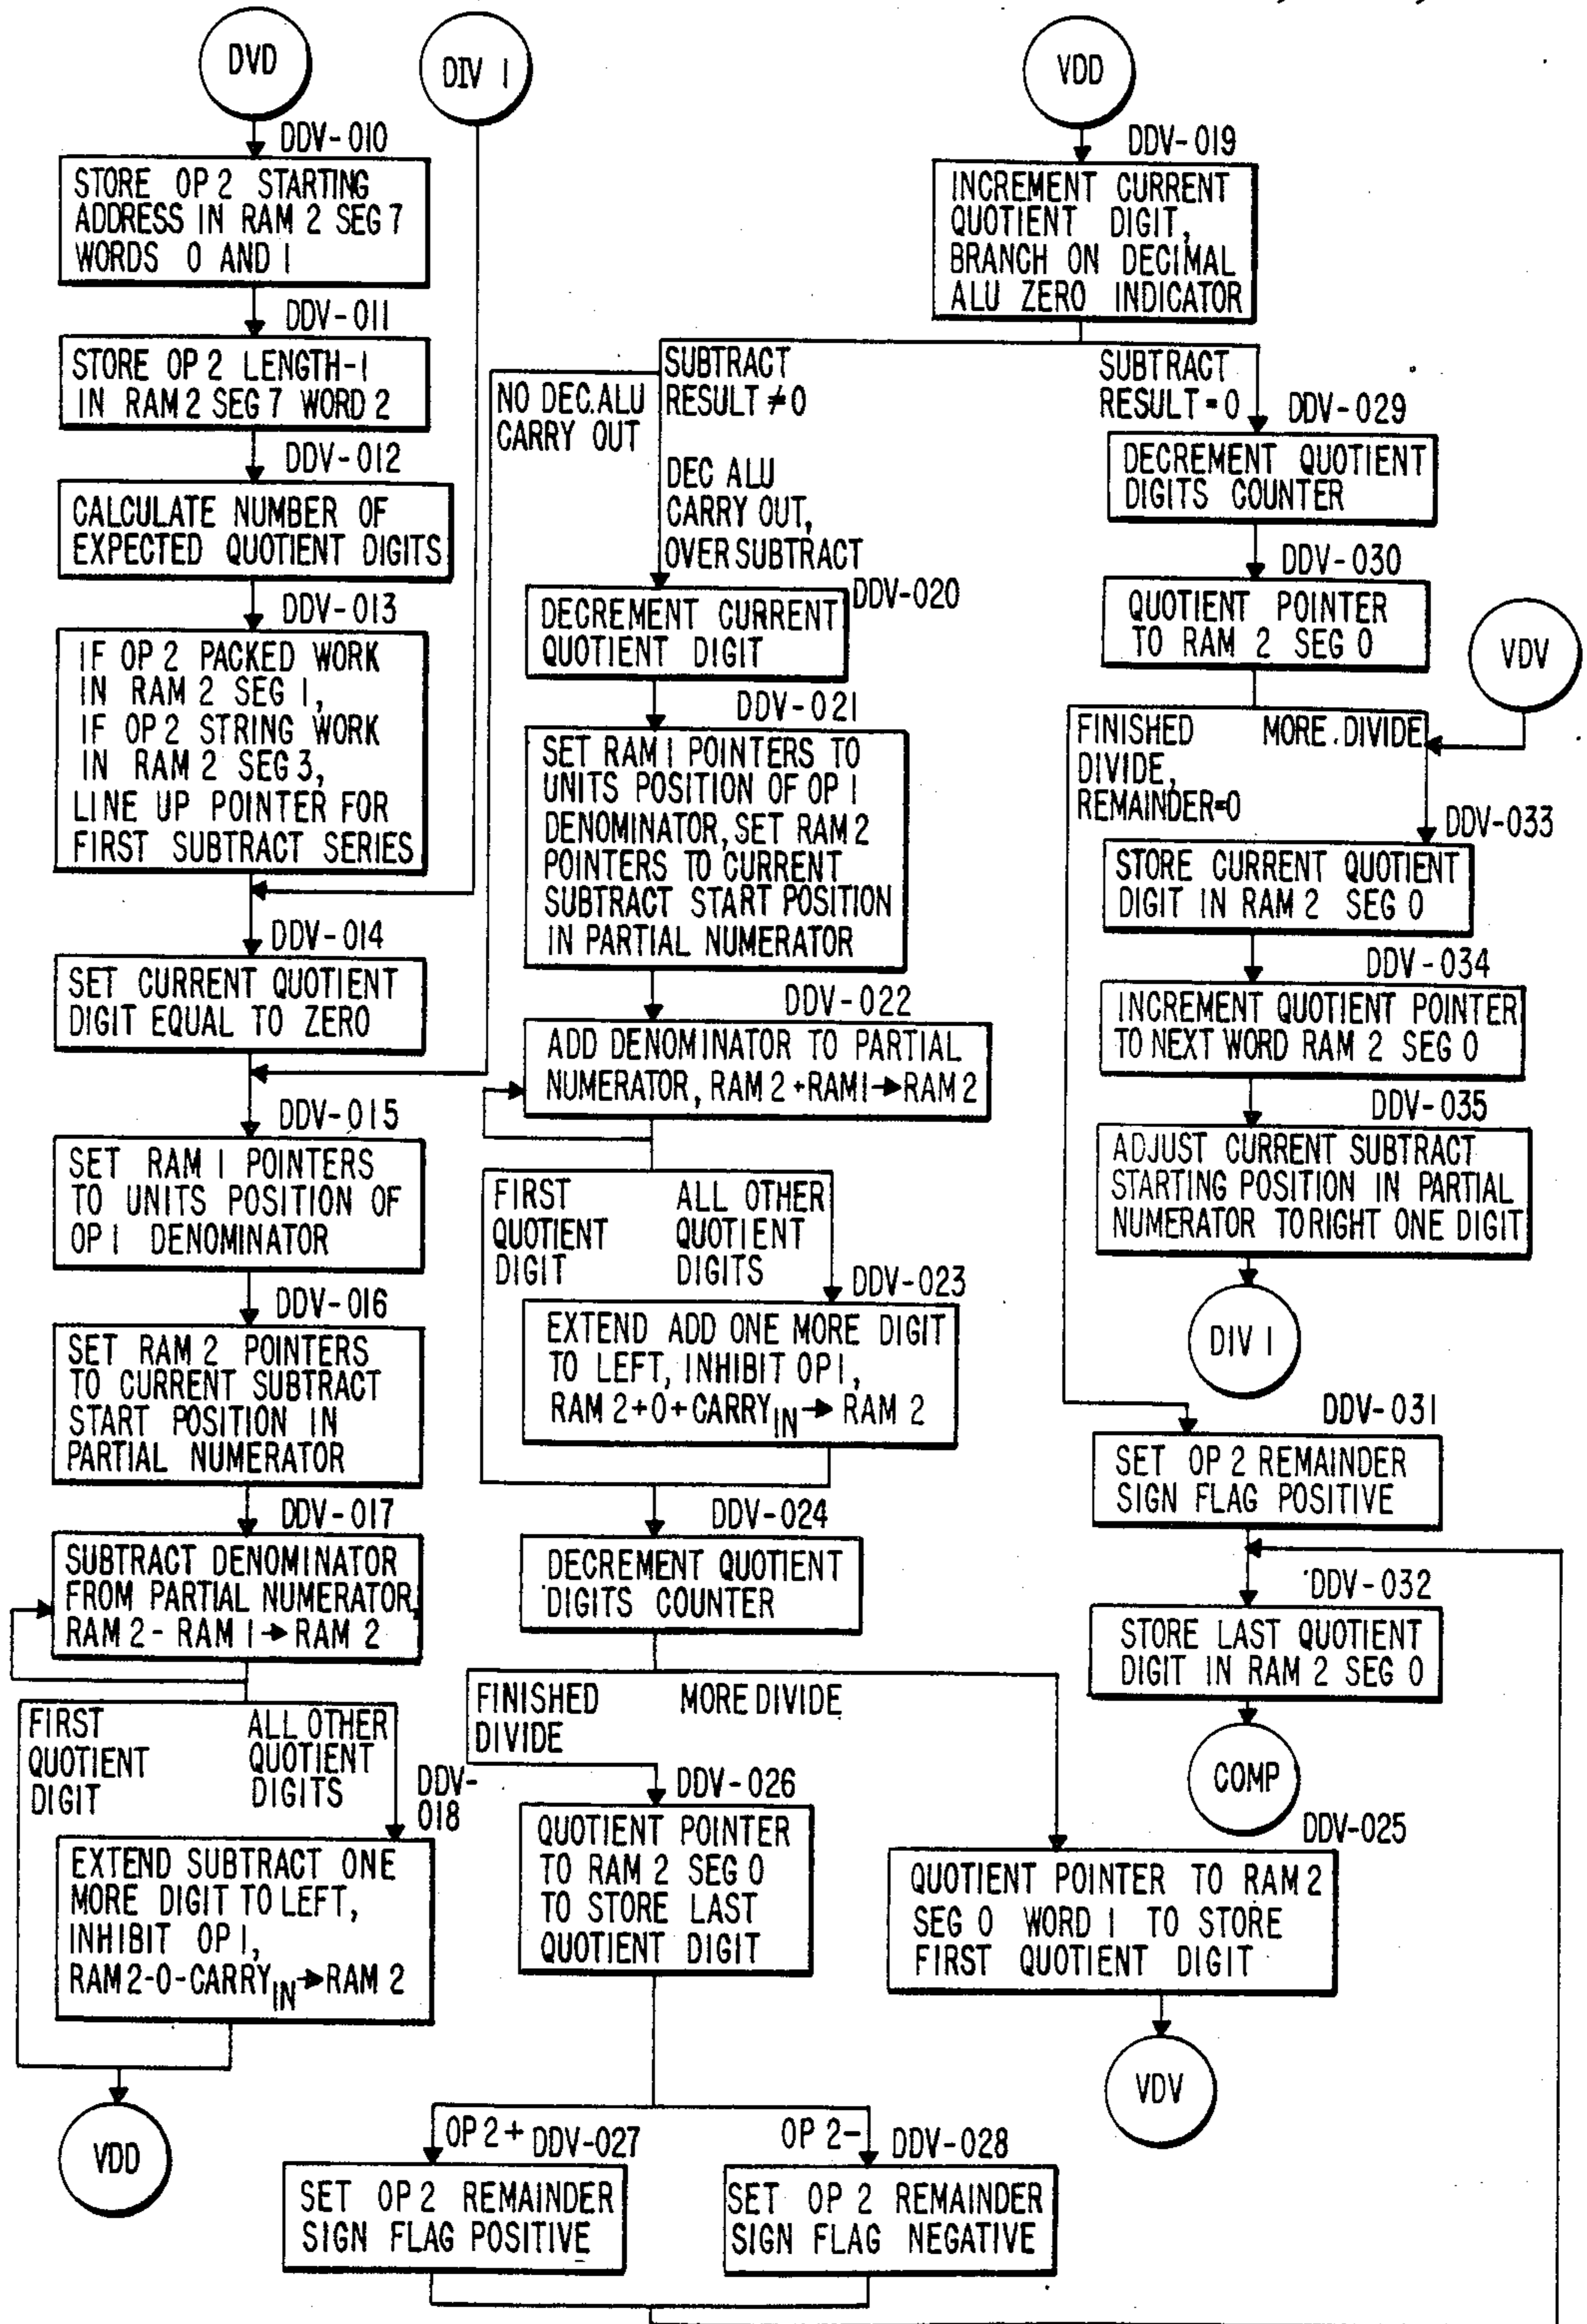 DVD
DDV-010
STORE OP 2 STARTING
ADDRESS IN RAM 2 SEG 7
WORDS 0 AND 1
DDV-011
STORE OP 2 LENGTH-1
IN RAM 2 SEG 7 WORD 2
DDV-012
CALCULATE NUMBER OF
EXPECTED QUOTIENT DIGITS
DDV-013
IF OP 2 PACKED WORK
IN RAM 2 SEG 1,
IF OP 2 STRING WORK
IN RAM 2 SEG 3,
LINE UP POINTER FOR
FIRST SUBTRACT SERIES
DIV 1
DDV-014
SET CURRENT QUOTIENT
DIGIT EQUAL TO ZERO
DDV-015
SET RAM 1 POINTERS
TO UNITS POSITION OF
OP 1 DENOMINATOR
DDV-016
SET RAM 2 POINTERS
TO CURRENT SUBTRACT
START POSITION IN
PARTIAL NUMERATOR
DDV-017
SUBTRACT DENOMINATOR
FROM PARTIAL NUMERATOR,
RAM 2 - RAM 1 → RAM 2
FIRST
QUOTIENT
DIGIT
ALL OTHER
QUOTIENT
DIGITS
DDV-
018
EXTEND SUBTRACT ONE
MORE DIGIT TO LEFT,
INHIBIT OP 1,
RAM 2-0-CARRY IN → RAM 2
VDD
VDD
DDV-019
INCREMENT CURRENT
QUOTIENT DIGIT,
BRANCH ON DECIMAL
ALU ZERO INDICATOR
NO DEC. ALU
CARRY OUT
SUBTRACT
RESULT ≠ 0
DEC ALU
CARRY OUT,
OVER SUBTRACT
DDV-020
DECREMENT CURRENT
QUOTIENT DIGIT
DDV-021
SET RAM 1 POINTERS TO
UNITS POSITION OF OP 1
DENOMINATOR, SET RAM 2
POINTERS TO CURRENT
SUBTRACT START POSITION
IN PARTIAL NUMERATOR
DDV-022
ADD DENOMINATOR TO PARTIAL
NUMERATOR, RAM 2 + RAM 1 → RAM 2
FIRST
QUOTIENT
DIGIT
ALL OTHER
QUOTIENT
DIGITS
DDV-023
EXTEND ADD ONE MORE DIGIT
TO LEFT, INHIBIT OP 1,
RAM 2+0+CARRY IN → RAM 2
DDV-024
DECREMENT QUOTIENT
DIGITS COUNTER
FINISHED
DIVIDE
MORE DIVIDE
DDV-026
QUOTIENT POINTER
TO RAM 2 SEG 0
TO STORE LAST
QUOTIENT DIGIT
OP 2+
DDV-027
SET OP 2 REMAINDER
SIGN FLAG POSITIVE
OP 2-
DDV-028
SET OP 2 REMAINDER
SIGN FLAG NEGATIVE
DDV-025
QUOTIENT POINTER TO RAM 2
SEG 0 WORD 1 TO STORE
FIRST QUOTIENT DIGIT
VDV
SUBTRACT
RESULT = 0
DDV-029
DECREMENT QUOTIENT
DIGITS COUNTER
DDV-030
QUOTIENT POINTER
TO RAM 2 SEG 0
VDV
FINISHED
DIVIDE,
REMAINDER=0
MORE DIVIDE
DDV-033
STORE CURRENT QUOTIENT
DIGIT IN RAM 2 SEG 0
DDV-034
INCREMENT QUOTIENT POINTER
TO NEXT WORD RAM 2 SEG 0
DDV-035
ADJUST CURRENT SUBTRACT
STARTING POSITION IN PARTIAL
NUMERATOR TO RIGHT ONE DIGIT
DIV 1
DDV-031
SET OP 2 REMAINDER
SIGN FLAG POSITIVE
DDV-032
STORE LAST QUOTIENT
DIGIT IN RAM 2 SEG 0
COMP